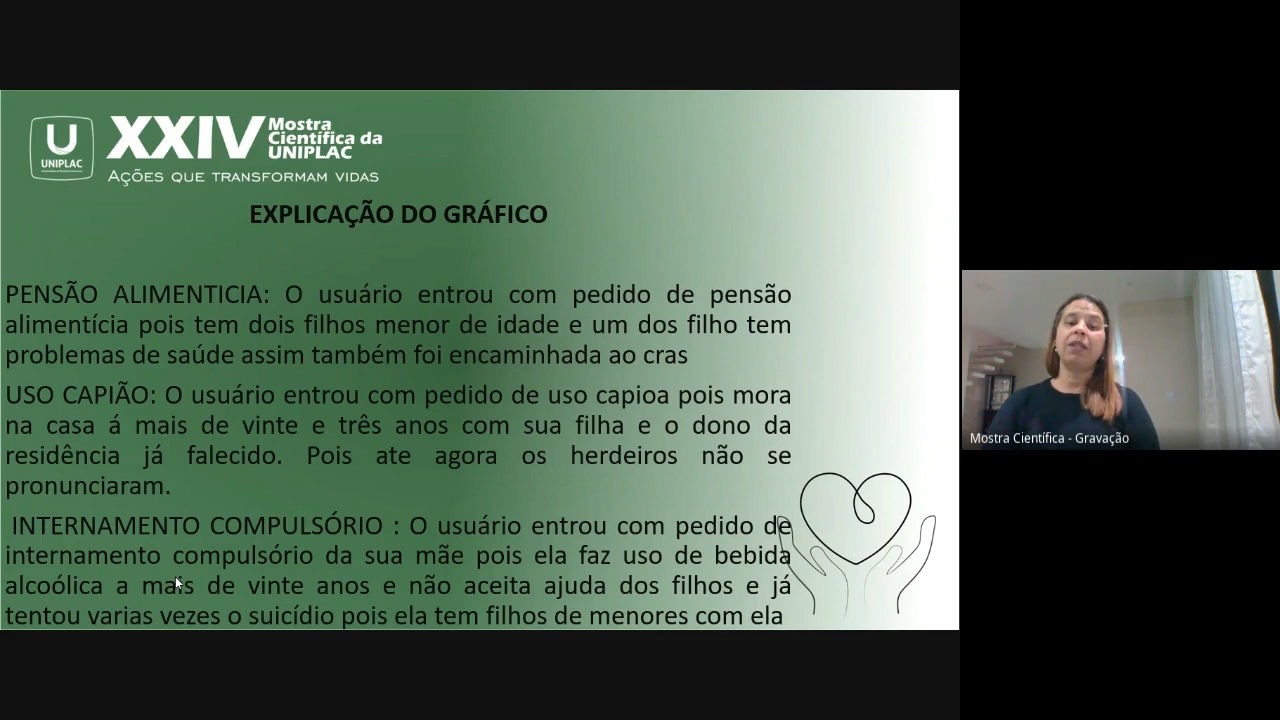 U
UNIPLAC
XXIV
Mostra
Científica da
UNIPLAC
AÇÕES QUE TRANSFORMAM VIDAS
EXPLICAÇÃO DO GRÁFICO
PENSÃO ALIMENTICIA: O usuário entrou com pedido de pensão
alimentícia pois tem dois filhos menor de idade e um dos filho tem
problemas de saúde assim também foi encaminhada ao cras
USO CAPIÃO: O usuário entrou com pedido de uso capioa pois mora
na casa á mais de vinte e três anos com sua filha e o dono da
residência já falecido. Pois ate agora os herdeiros não se
pronunciaram.
INTERNAMENTO COMPULSÓRIO : O usuário entrou com pedido de
internamento compulsório da sua mãe pois ela faz uso de bebida
alcoólica a mais de vinte anos e não aceita ajuda dos filhos e já
tentou varias vezes o suicídio pois ela tem filhos de menores com ela
Mostra Científica - Gravação